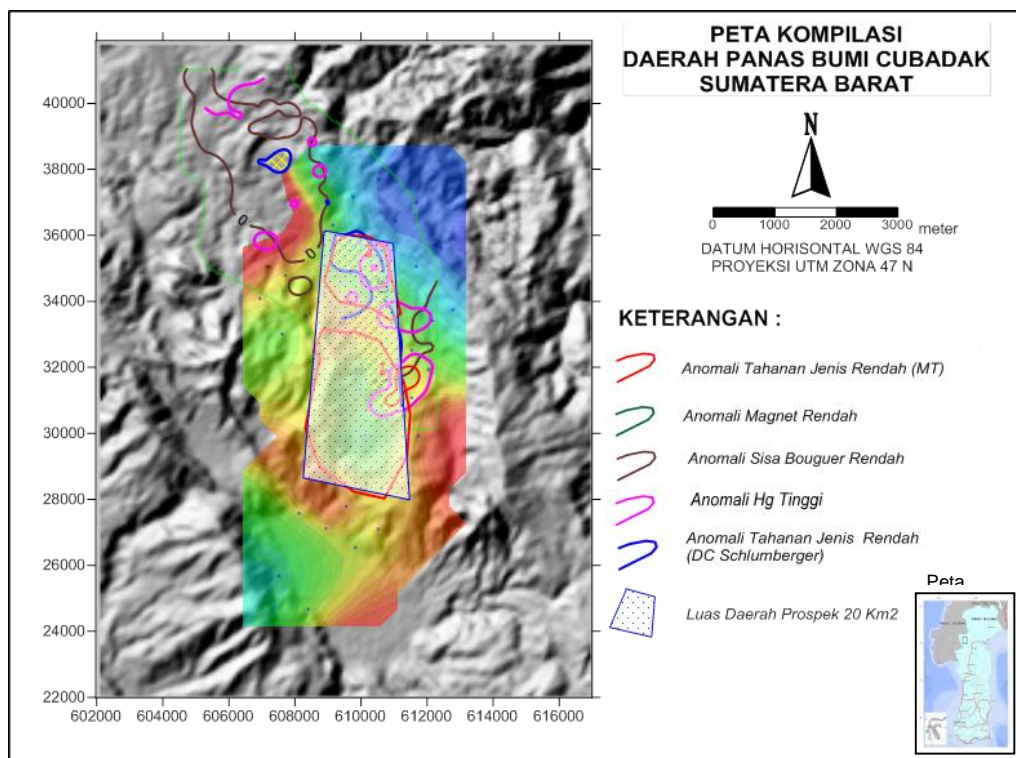 PETA KOMPILASI
DAERAH PANAS BUMI CUBADAK
SUMATERA BARAT
N
0 1000 2000 3000 meter
DATUM HORISONTAL WGS 84
PROYEKSI UTM ZONA 47 N
KETERANGAN :
Anomali Tahanan Jenis Rendah (MT)
Anomali Magnet Rendah
Anomali Sisa Bouguer Rendah
Anomali Hg Tinggi
Anomali Tahanan Jenis Rendah
(DC Schlumberger)
Luas Daerah Prospek 20 Km2
Peta
40000
38000
36000
34000
32000
30000
28000
26000
24000
22000
0
0
602000 604000 606000 608000 610000 612000 614000 616000